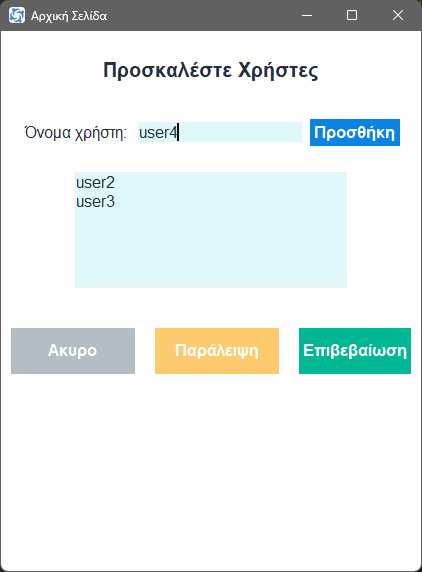 Αρχική Σελίδα
Προσκαλέστε Χρήστες
Όνομα χρήστη: user4 Προσθήκη
user2
user3
Ακυρο Παράλειψη Επιβεβαίωση